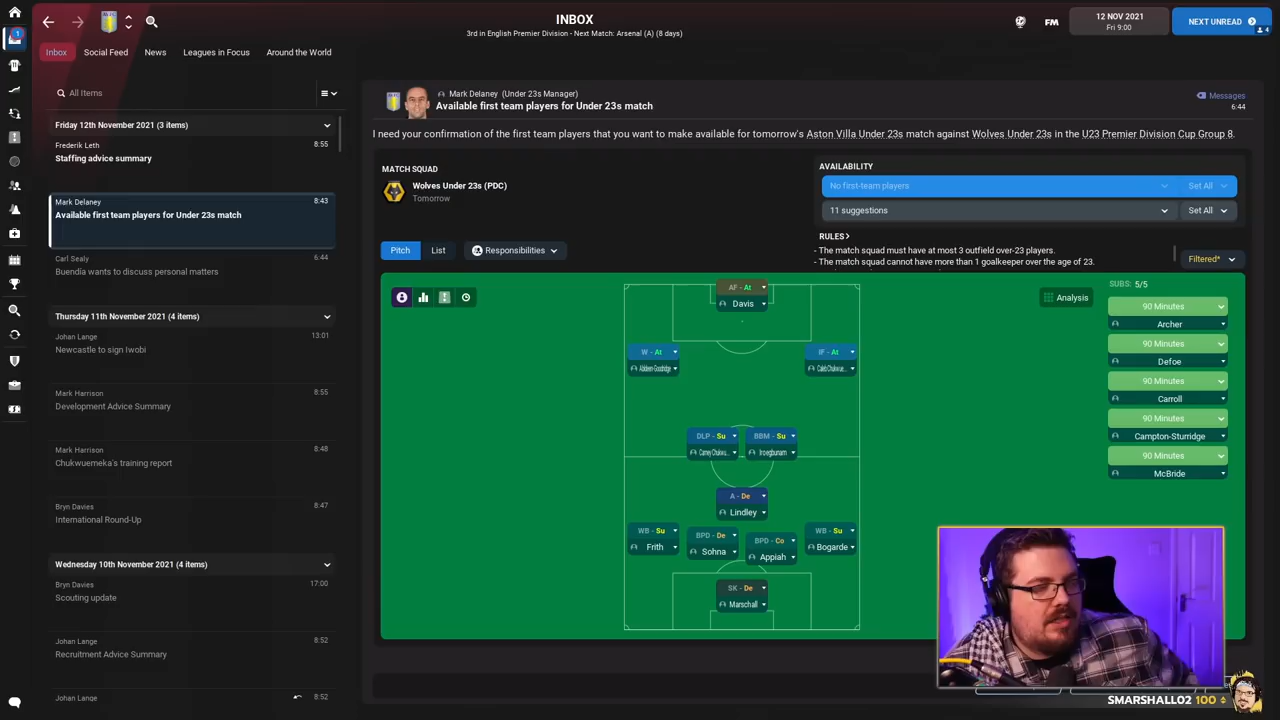 1
INBOX
3rd in English Premier Division - Next Match: Arsenal (A) (8 days)
FM
12 NOV 2021
Fri 9:00
NEXT UNREAD
4
Inbox
Social Feed
News
Leagues in Focus
Around the World
All Items
Friday 12th November 2021 (3 items)
Frederik Leth
8:55
Staffing advice summary
Mark Delaney
8:43
Available first team players for Under 23s match
Carl Sealy
6:44
Buendía wants to discuss personal matters
Thursday 11th November 2021 (4 items)
Johan Lange
13:01
Newcastle to sign Iwobi
Mark Harrison
8:55
Development Advice Summary
Mark Harrison
8:48
Chukwuemeka's training report
Bryn Davies
8:47
International Round-Up
Wednesday 10th November 2021 (4 items)
Bryn Davies
17:00
Scouting update
Johan Lange
8:52
Recruitment Advice Summary
Johan Lange
8:52
Mark Delaney (Under 23s Manager)
Available first team players for Under 23s match
Messages
6:44
I need your confirmation of the first team players that you want to make available for tomorrow's Aston Villa Under 23s match against Wolves Under 23s in the U23 Premier Division Cup Group 8.
MATCH SQUAD
Wolves Under 23s (PDC)
Tomorrow
AVAILABILITY
No first-team players
Set All
11 suggestions
Set All
RULES
- The match squad must have at most 3 outfield over-23 players.
- The match squad cannot have more than 1 goalkeeper over the age of 23.
Filtered*
Pitch
List
Responsibilities
Analysis
AF - At
Davis
W - At
IF - At
Caleb Chukwue...
DLP - Su
Carney Chukwu...
BBM - Su
Iroegbunam
A - De
Lindley
WB - Su
Frith
BPD - De
Sohna
BPD - Co
Appiah
WB - Su
Bogarde
SK - De
Marschall
SUBS: 5/5
90 Minutes
Archer
90 Minutes
Defoe
90 Minutes
Carroll
90 Minutes
Campton-Sturridge
90 Minutes
McBride
SMARSHALL02 100